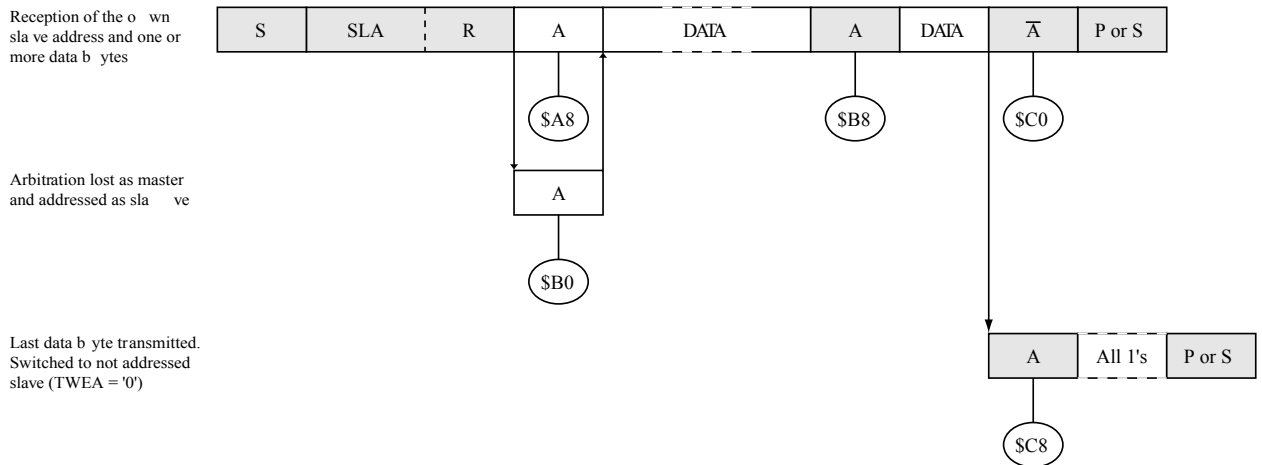 Reception of the o wn
sla ve address and one or
more data b ytes
S SLA R A DATA A DATA A̅ P or S
$A8 $B8 $C0
Arbitration lost as master
and addressed as sla ve
A
$B0
Last data b yte transmitted.
Switched to not addressed
slave (TWEA = '0')
A All 1's P or S
$C8